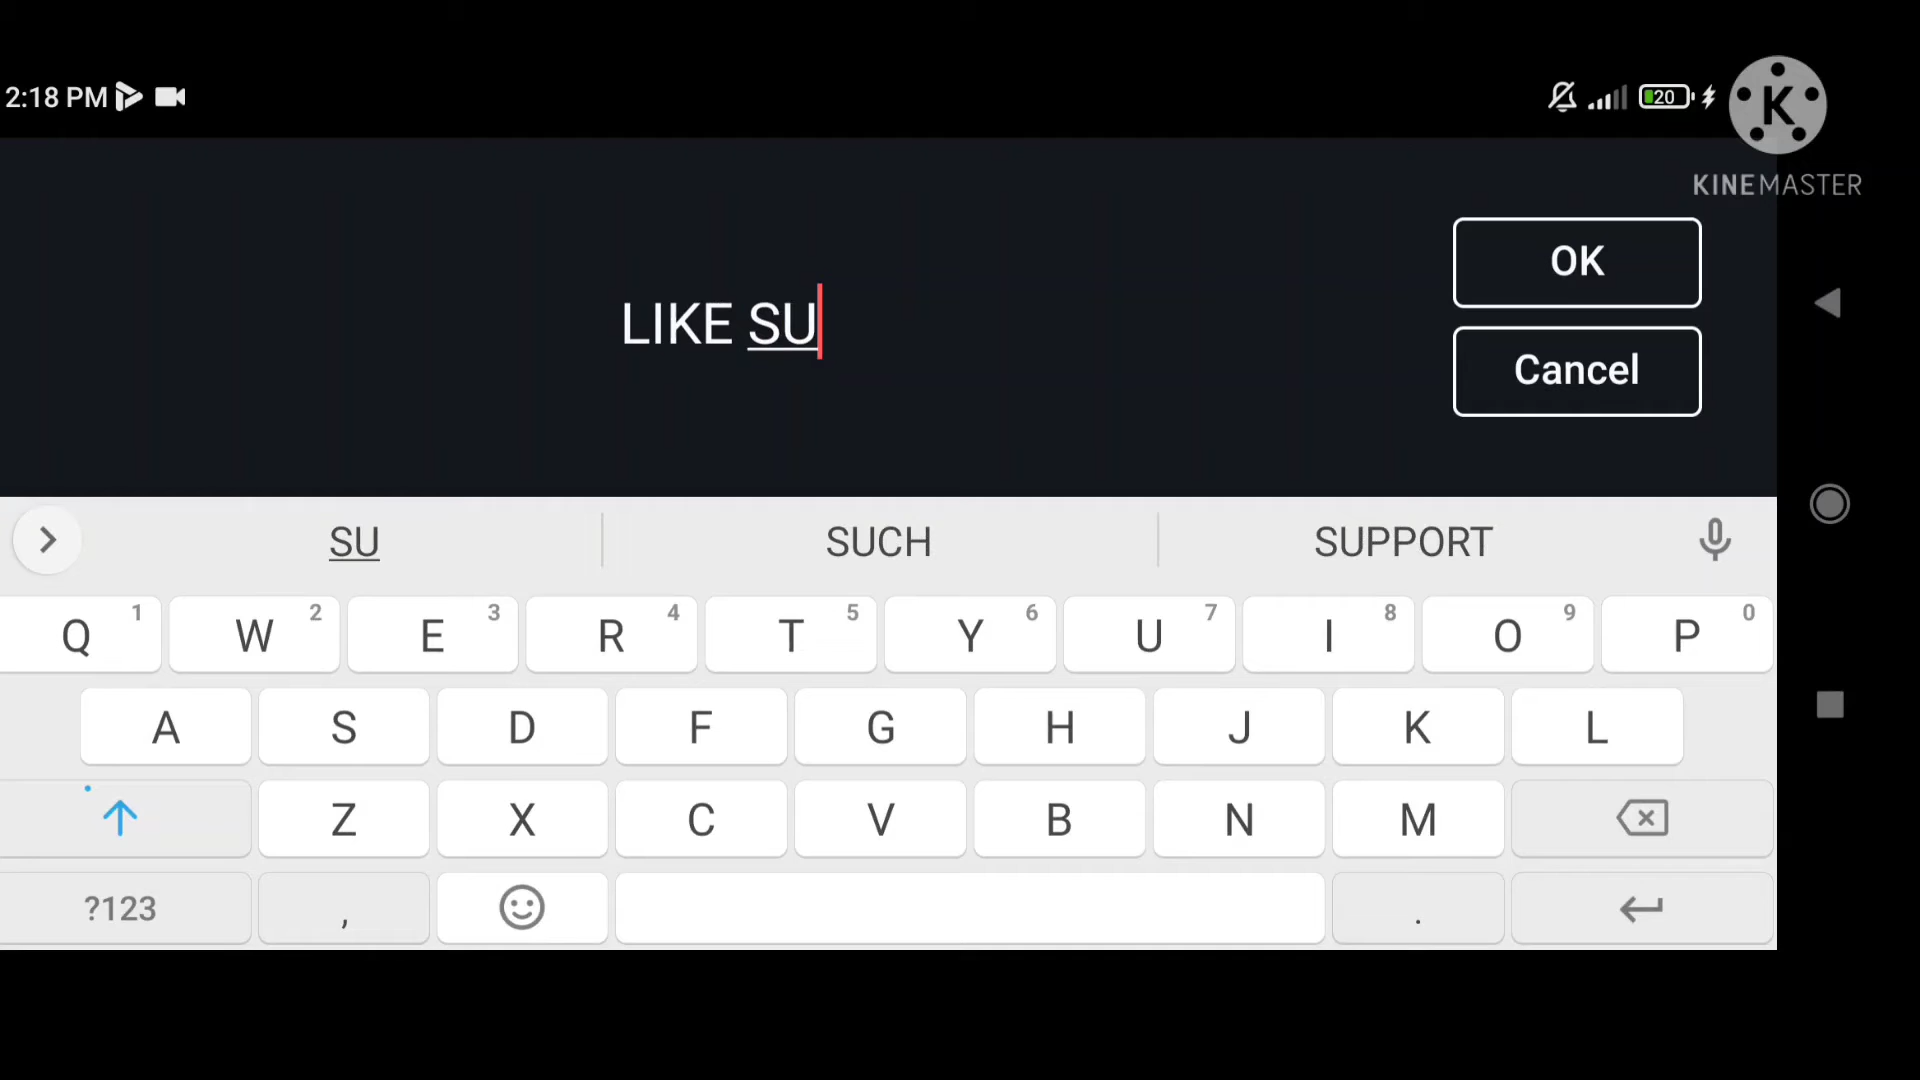 2:18 PM
20
K
KINEMASTER
OK
LIKE SU
Cancel
SU SUCH SUPPORT
Q 1 W 2 E 3 R 4 T 5 Y 6 U 7 I 8 O 9 P 0
A S D F G H J K L
Z X C V B N M
?123 , .